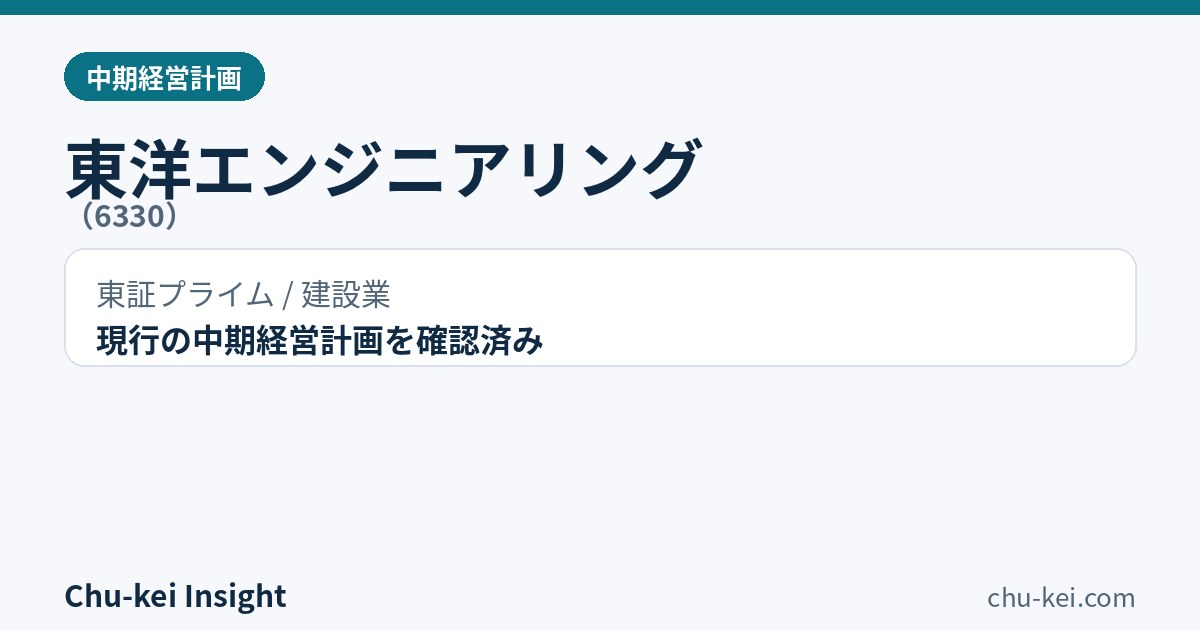 中期経営計画
東洋エンジニアリング
（6330）
東証プライム / 建設業
現行の中期経営計画を確認済み
Chu-kei Insight
chu-kei.com